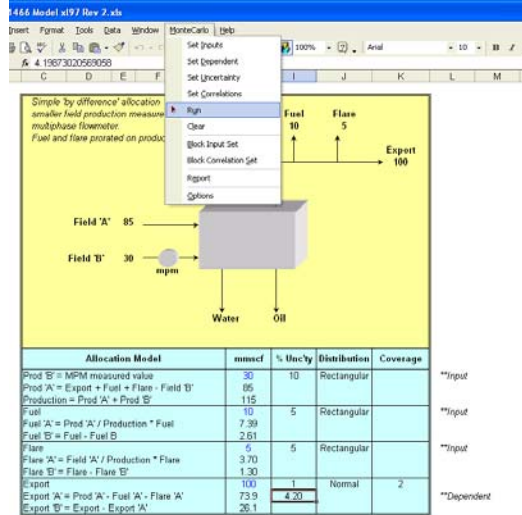 1466 Model xl97 Rev 2.xls
Insert Format Tools Data Window MonteCarlo Help
100% Arial 10 B I
fx 4.19873020569058
Set Inputs
Set Dependent
Set Uncertainty
Set Correlations
Run
Clear
Block Input Set
Block Correlation Set
Report
Options
C D E F I J K L M
Simple 'by difference' allocation
smaller field production measure
multiphase flowmeter.
Fuel and flare prorated on produc
Fuel Flare
10 5
Export
100
Field 'A' 85
Field 'B' 30
mpm
Water Oil
Allocation Model mmscf % Unc'ty Distribution Coverage
Prod 'B' = MPM measured value 30 10 Rectangular **Input
Prod 'A' = Export + Fuel + Flare - Field 'B' 85
Production = Prod 'A' + Prod 'B' 115
Fuel 10 5 Rectangular **Input
Fuel 'A' = Prod 'A' / Production * Fuel 7.39
Fuel 'B' = Fuel - Fuel B 2.61
Flare 5 5 Rectangular **Input
Flare 'A' = Field 'A' / Production * Flare 3.70
Flare 'B' = Flare - Flare 'B' 1.30
Export 100 1 Normal 2
Export 'A' = Prod 'A' - Fuel 'A' - Flare 'A' 73.9 4.20 **Dependent
Export 'B' = Export - Export 'A' 26.1